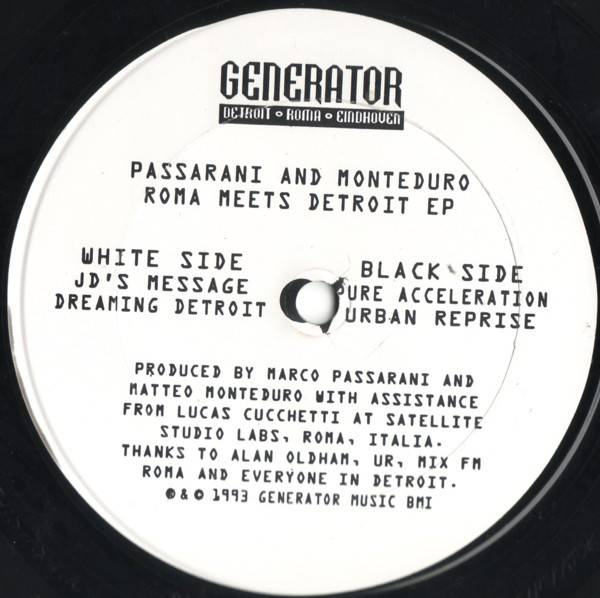 GENERATOR
DETROIT • ROMA • EINDHOVEN
PASSARANI AND MONTEDURO
ROMA MEETS DETROIT EP
WHITE SIDE
JD'S MESSAGE
DREAMING DETROIT
BLACK SIDE
PURE ACCELERATION
URBAN REPRISE
PRODUCED BY MARCO PASSARANI AND
MATTEO MONTEDURO WITH ASSISTANCE
FROM LUCAS CUCCHETTI AT SATELLITE
STUDIO LABS, ROMA, ITALIA.
THANKS TO ALAN OLDHAM, UR, MIX FM
ROMA AND EVERYONE IN DETROIT.
℗ & © 1993 GENERATOR MUSIC BMI